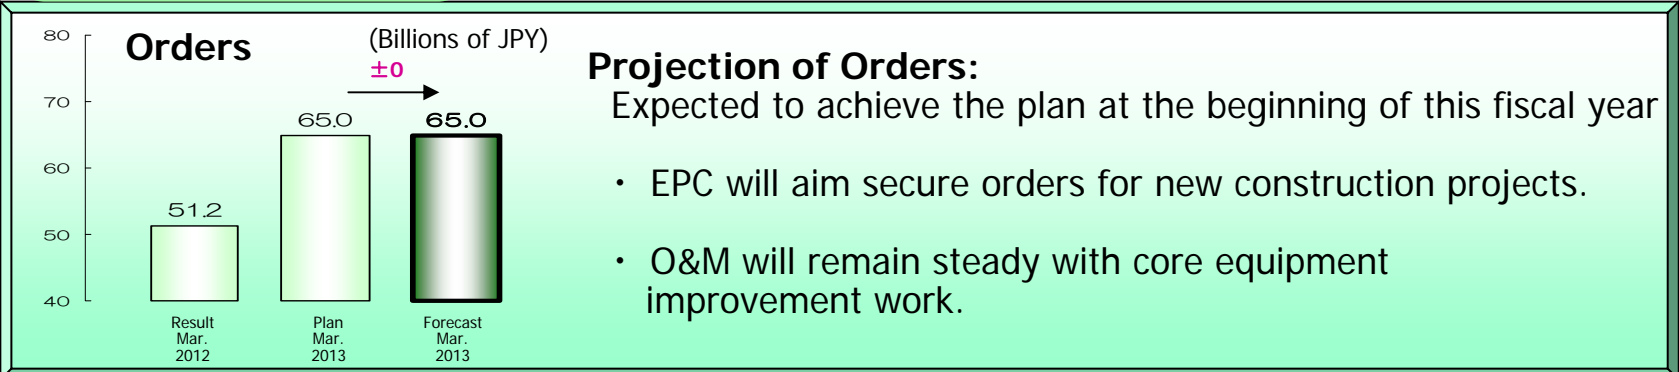 Orders
(Billions of JPY)
±0
80
70
60
50
40
51.2
65.0
65.0
Result
Mar.
2012
Plan
Mar.
2013
Forecast
Mar.
2013
Projection of Orders:
Expected to achieve the plan at the beginning of this fiscal year
・ EPC will aim secure orders for new construction projects.
・ O&M will remain steady with core equipment
improvement work.